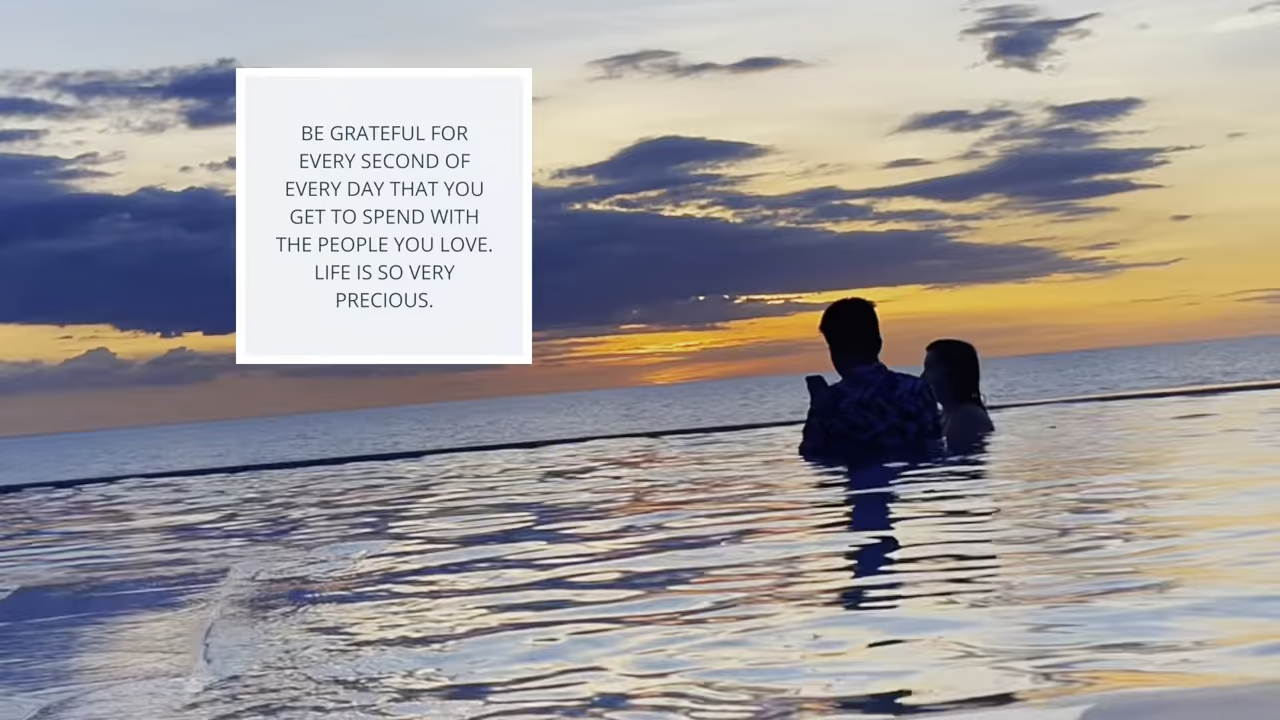 BE GRATEFUL FOR
EVERY SECOND OF
EVERY DAY THAT YOU
GET TO SPEND WITH
THE PEOPLE YOU LOVE.
LIFE IS SO VERY
PRECIOUS.